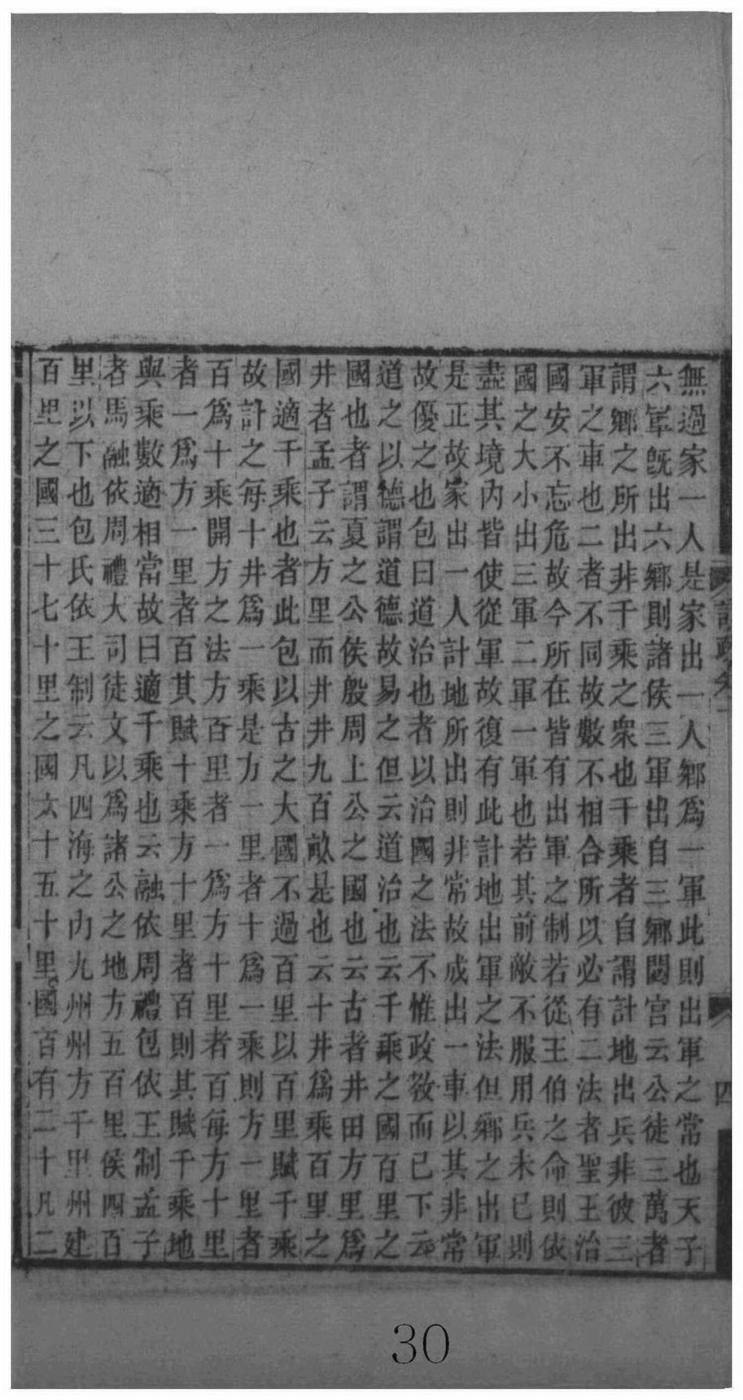 無過家一人是家出一人鄉爲一軍此則出軍之常也天子
六軍旣出六鄉則諸侯三軍出自三鄉閟宮云公徒三萬者
謂鄉之所出非千乘之衆也千乘者自謂計地出兵非彼三
軍之車也二者不同故數不相合所以必有二法者聖王治
國安不忘危故今所在皆有出軍之制若從王伯之命則依
國之大小出三軍二軍一軍也若其前敵不服用兵未已則
盡其境內皆使從軍故復有此計地出軍之法但鄉之出軍
是正故家出一人計地所出則非常故成出一車以其非常
故優之也包曰道治也者以治國之法不惟政敎而已下云
道之以德謂道德故易之但云道治也云千乘之國百里之
國也者謂夏之公侯殷周上公之國也云古者井田方里爲
井者孟子云方里而井井九百畝是也云十井爲乘百里之
國適千乘也者此包以古之大國不過百里以百里賦千乘
故計之每十井爲一乘是方一里者十爲一乘則方一里者
百爲十乘開方之法方百里者一爲方十里者百每方十里
者一爲方一里者百其賦十乘方十里者百則其賦千乘地
與乘數適相當故曰適千乘也云融依周禮包依王制孟子
者馬融依周禮大司徒文以爲諸公之地方五百里侯四百
里以下也包氏依王制云凡四海之內九州州方千里州建
百里之國三十七十里之國六十五十里國百有二十凡二
四
30